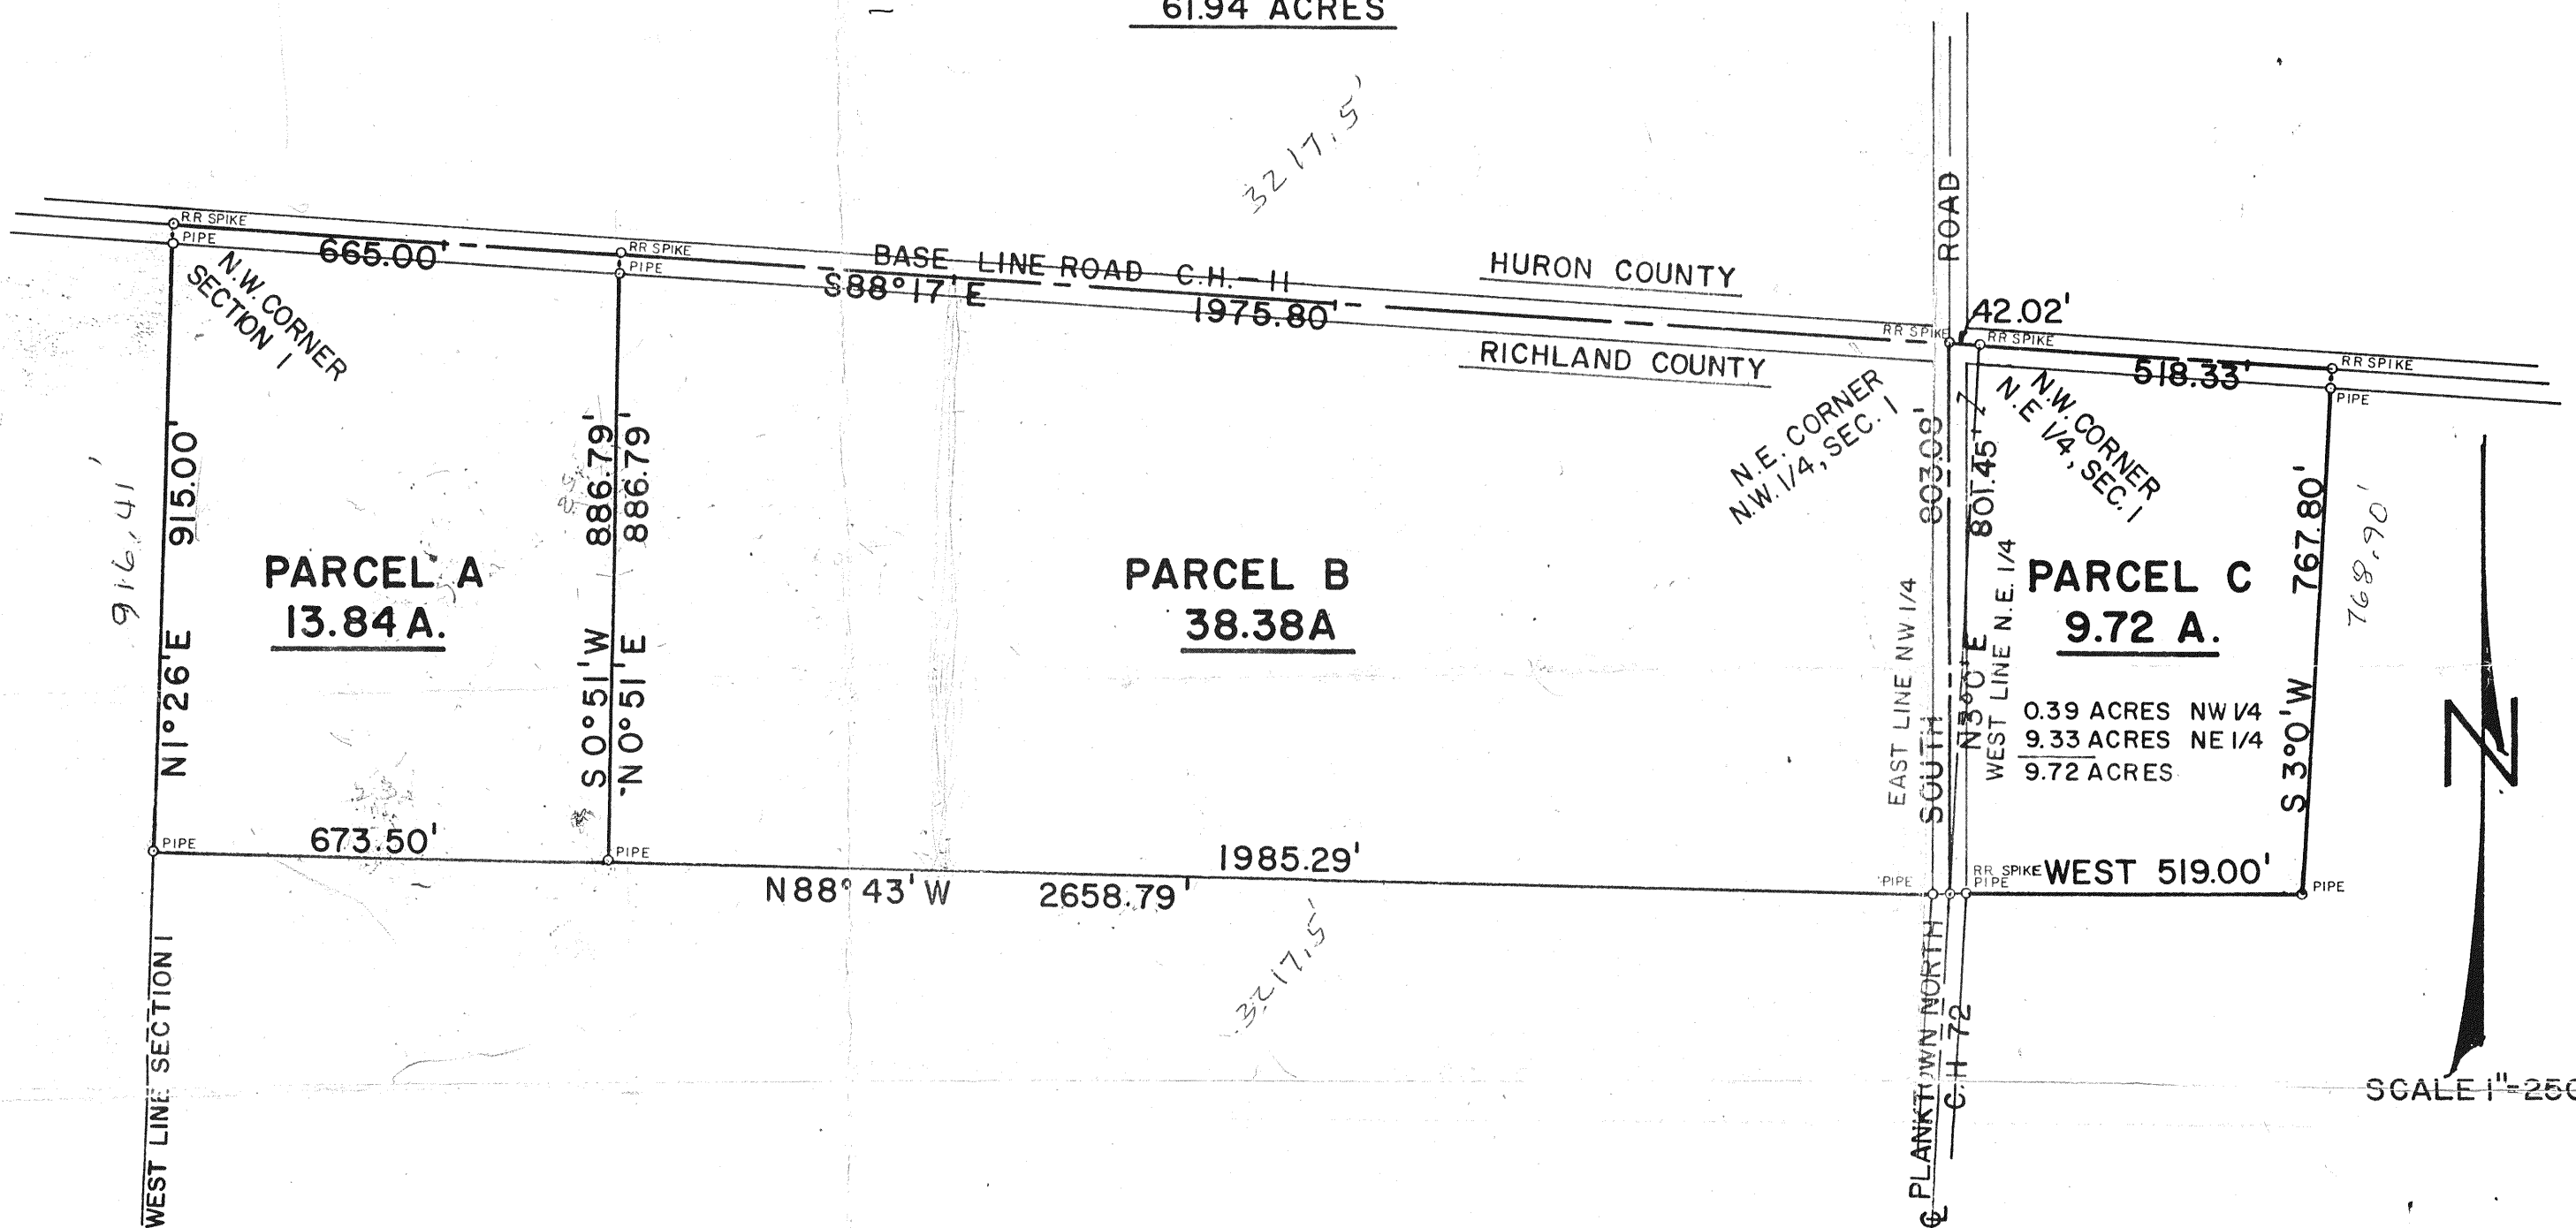 61.94 ACRES
3217.5'
ROAD
RR SPIKE
PIPE
665.00'
N.W. CORNER
SECTION 1
RR SPIKE
PIPE
BASE LINE ROAD C.H.-11
S88°17'E
1975.80'
HURON COUNTY
RICHLAND COUNTY
RR SPIKE
42.02'
RR SPIKE
518.33'
RR SPIKE
PIPE
N.E. CORNER
N.W. 1/4, SEC. 1
N.W. CORNER
N.E 1/4, SEC. 1
916.41'
N1°26'E 915.00'
S0°51'W 886.79'
N0°51'E 886.79'
PARCEL A
13.84 A.
PARCEL B
38.38A
EAST LINE NW 1/4
SOUTH 803.08'
N3°0'E 801.45'
WEST LINE N.E. 1/4
PARCEL C
9.72 A.
0.39 ACRES NW 1/4
9.33 ACRES NE 1/4
9.72 ACRES
S3°0'W 767.80'
768.90'
N
PIPE
673.50'
PIPE
1985.29'
N88°43'W 2658.79'
PIPE
RR SPIKE
PIPE
WEST 519.00'
PIPE
3217.5'
WEST LINE SECTION 1
℄ PLANKTOWN NORTH
C.H 72
SCALE 1"=250